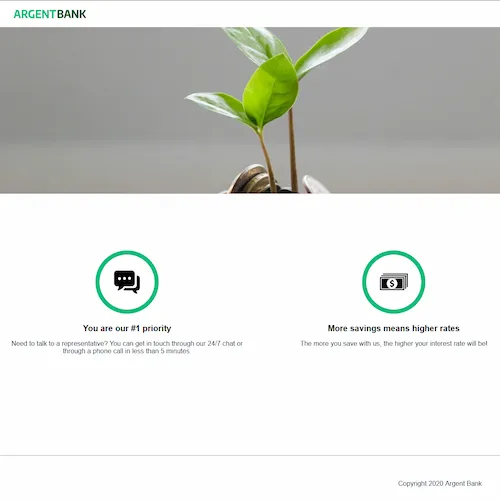 ARGENTBANK
You are our #1 priority
Need to talk to a representative? You can get in touch through our 24/7 chat or
through a phone call in less than 5 minutes
More savings means higher rates
The more you save with us, the higher your interest rate will be!
Copyright 2020 Argent Bank